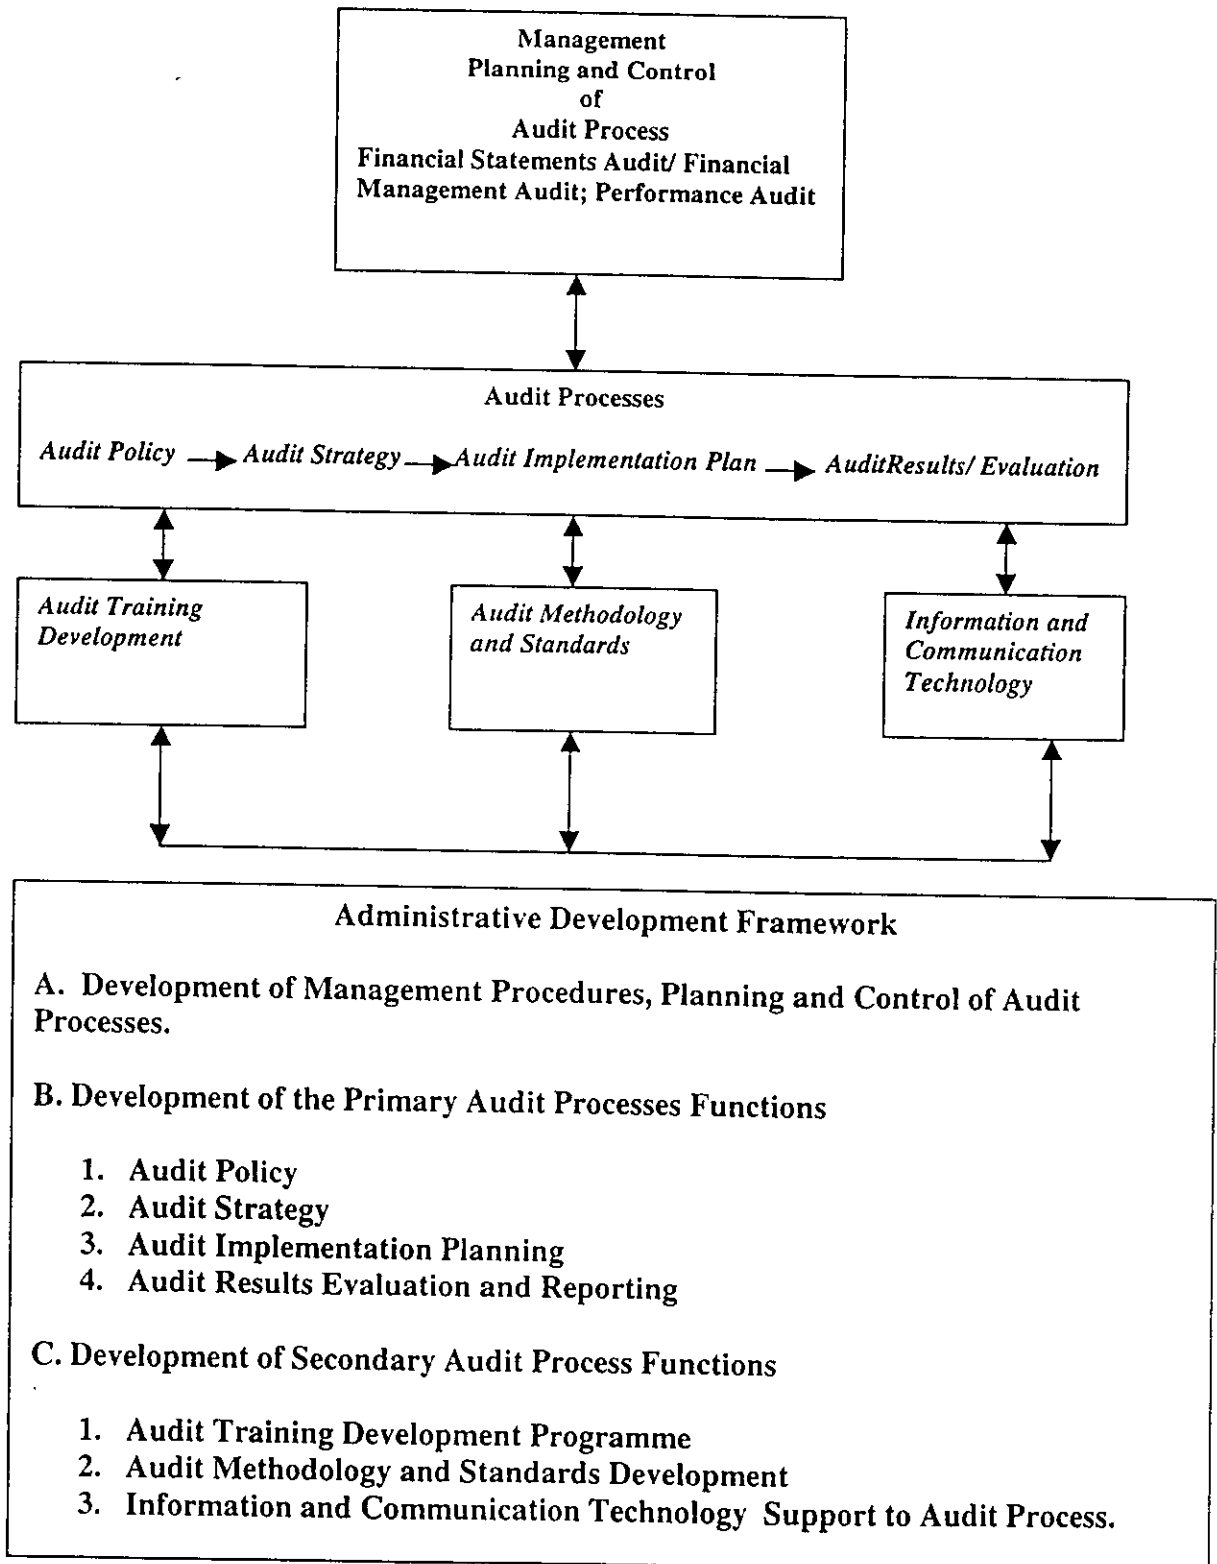 Management
Planning and Control
of
Audit Process
Financial Statements Audit/ Financial
Management Audit; Performance Audit
Audit Processes
Audit Policy Audit Strategy Audit Implementation Plan AuditResults/ Evaluation
Audit Training
Development
Audit Methodology
and Standards
Information and
Communication
Technology
Administrative Development Framework
A. Development of Management Procedures, Planning and Control of Audit
Processes.
B. Development of the Primary Audit Processes Functions
1. Audit Policy
2. Audit Strategy
3. Audit Implementation Planning
4. Audit Results Evaluation and Reporting
C. Development of Secondary Audit Process Functions
1. Audit Training Development Programme
2. Audit Methodology and Standards Development
3. Information and Communication Technology Support to Audit Process.